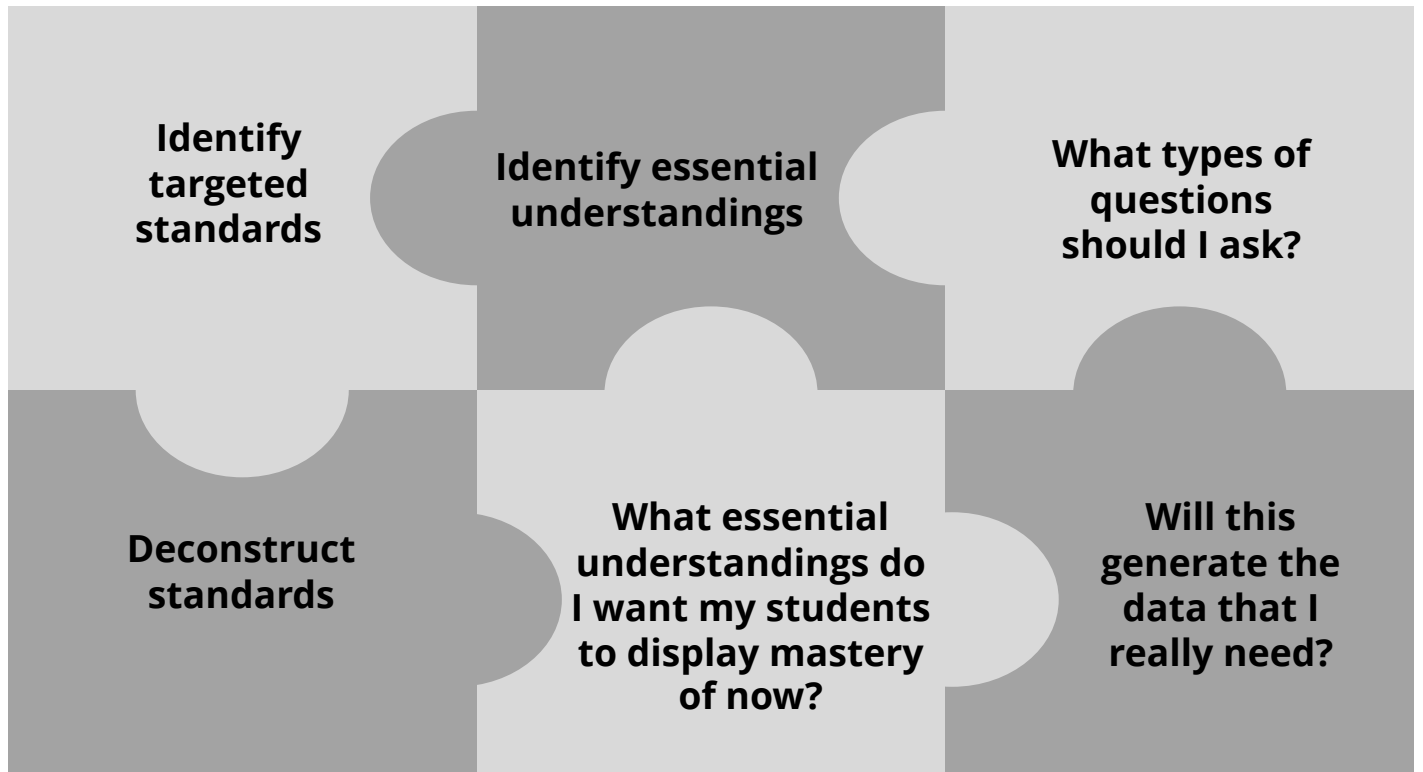 Identify
targeted
standards
Identify essential
understandings
What types of
questions
should I ask?
Deconstruct
standards
What essential
understandings do
I want my students
to display mastery
of now?
Will this
generate the
data that I
really need?